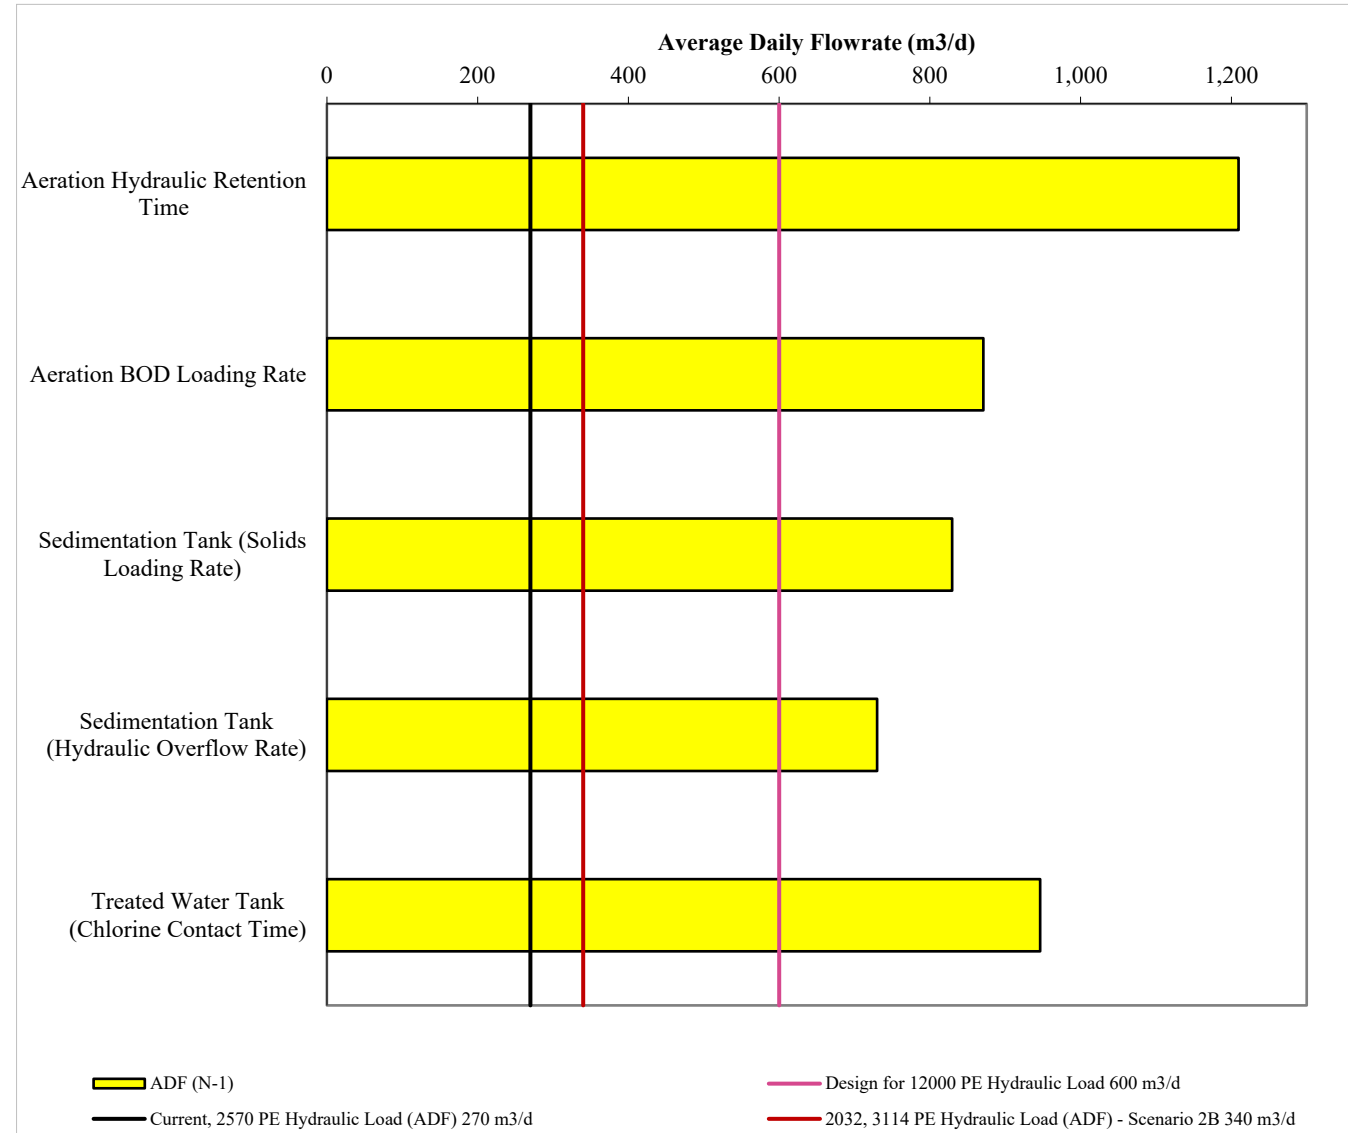 Average Daily Flowrate (m3/d)
0 200 400 600 800 1,000 1,200
Aeration Hydraulic Retention
Time
Aeration BOD Loading Rate
Sedimentation Tank (Solids
Loading Rate)
Sedimentation Tank
(Hydraulic Overflow Rate)
Treated Water Tank
(Chlorine Contact Time)
ADF (N-1)
Design for 12000 PE Hydraulic Load 600 m3/d
Current, 2570 PE Hydraulic Load (ADF) 270 m3/d
2032, 3114 PE Hydraulic Load (ADF) - Scenario 2B 340 m3/d